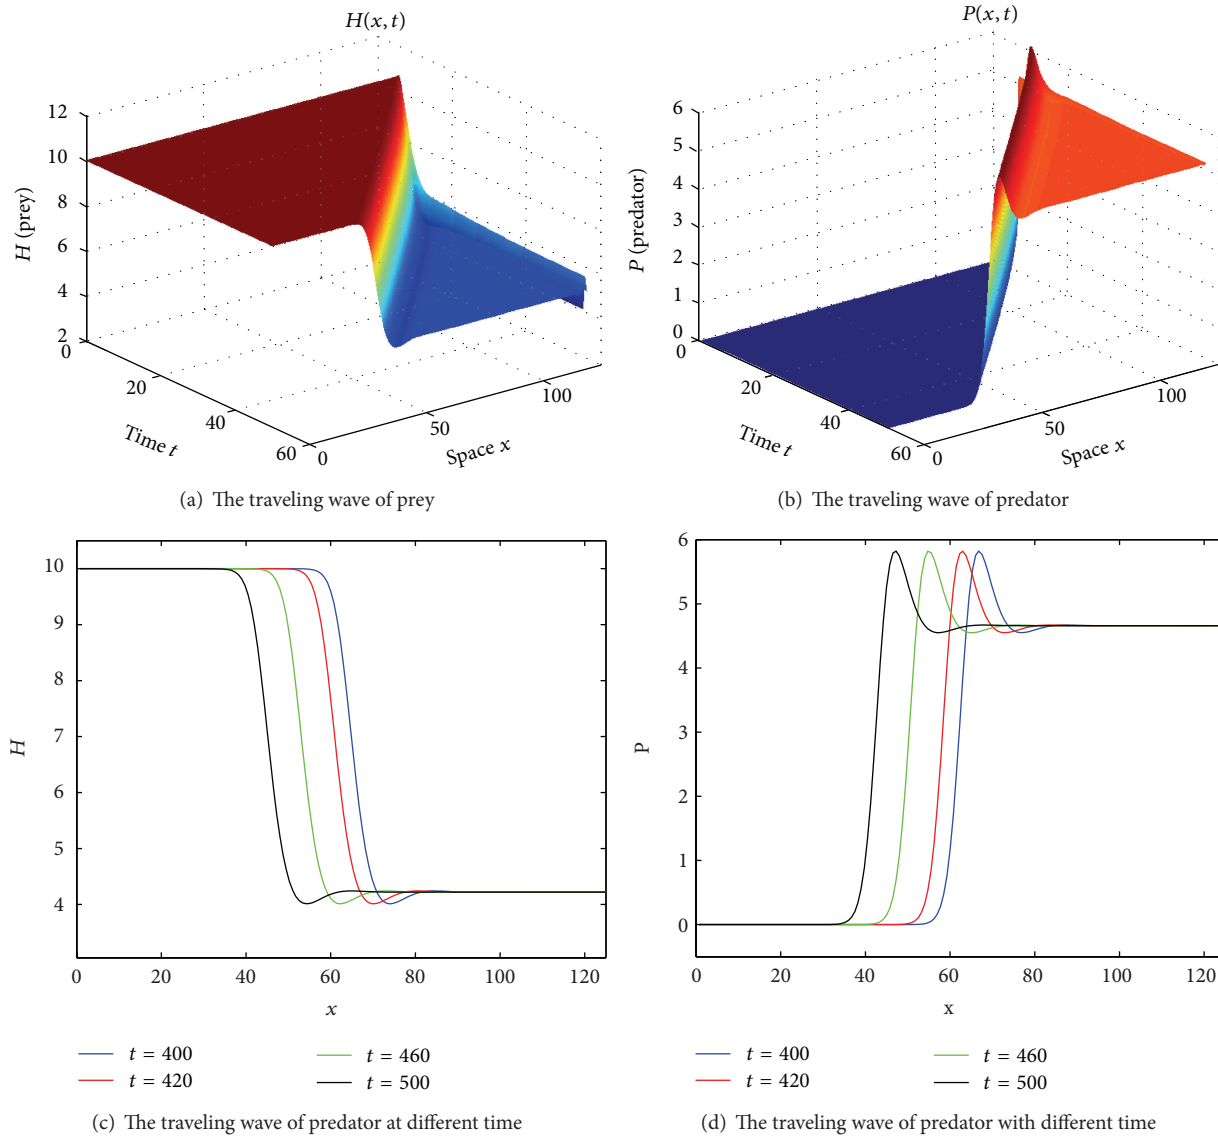 H(x, t)
12
10
8
6
4
2
0
20
40
60
0
50
100
H (prey)
Time t
Space x
(a) The traveling wave of prey
P(x, t)
6
5
4
3
2
1
0
0
20
40
60
0
50
100
P (predator)
Time t
Space x
(b) The traveling wave of predator
10
9
8
7
6
5
4
H
0 20 40 60 80 100 120
x
t = 400
t = 460
t = 420
t = 500
(c) The traveling wave of predator at different time
6
5
4
3
2
1
0
P
0 20 40 60 80 100 120
x
t = 400
t = 460
t = 420
t = 500
(d) The traveling wave of predator with different time